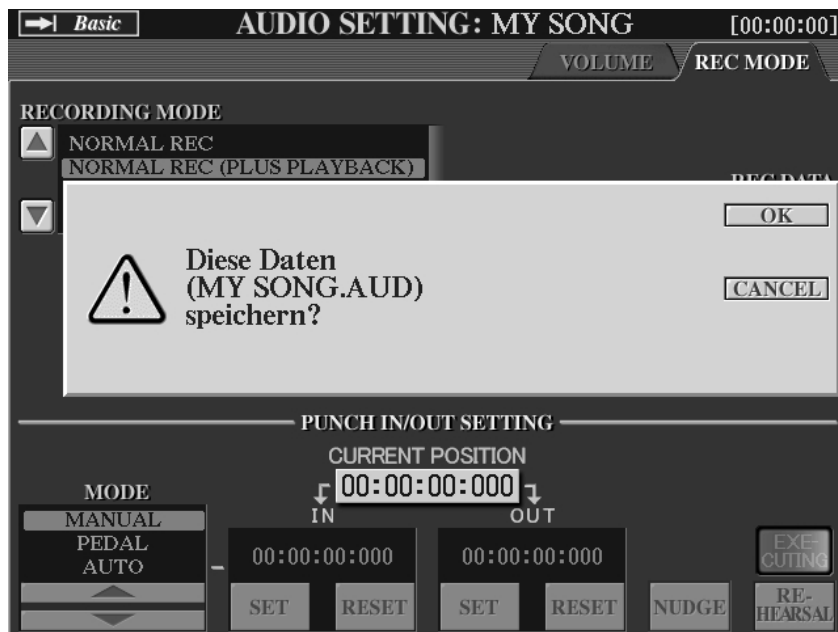 Basic
AUDIO SETTING: MY SONG
[00:00:00]
VOLUME
REC MODE
RECORDING MODE
NORMAL REC
NORMAL REC (PLUS PLAYBACK)
REC DATA
Diese Daten
(MY SONG.AUD)
speichern?
OK
CANCEL
PUNCH IN/OUT SETTING
CURRENT POSITION
00:00:00:000
MODE
IN
OUT
MANUAL
PEDAL
AUTO
00:00:00:000
00:00:00:000
EXE-
CUTING
SET
RESET
SET
RESET
NUDGE
RE-
HEARSAL